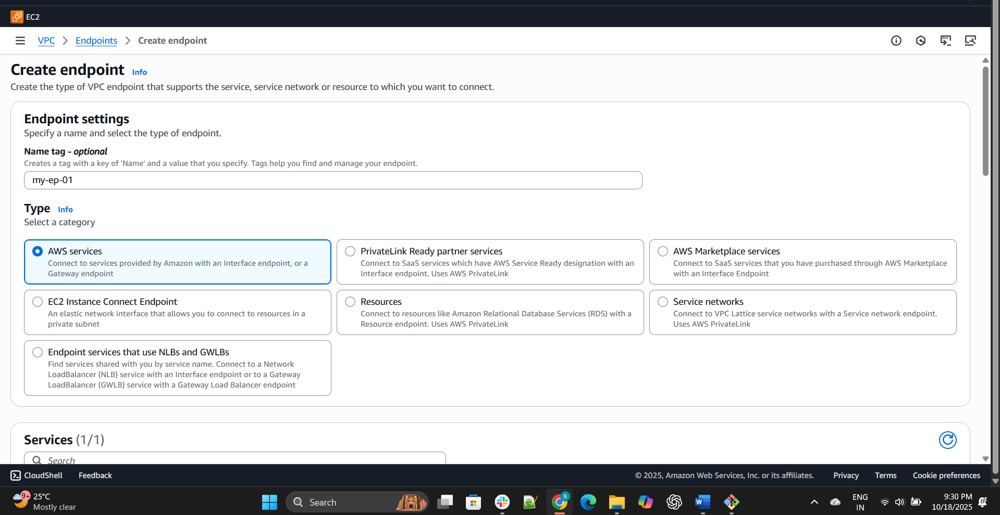 EC2
VPC > Endpoints > Create endpoint
Create endpoint Info
Create the type of VPC endpoint that supports the service, service network or resource to which you want to connect.
Endpoint settings
Specify a name and select the type of endpoint.
Name tag - optional
Creates a tag with a key of 'Name' and a value that you specify. Tags help you find and manage your endpoint.
my-ep-01
Type Info
Select a category
AWS services
Connect to services provided by Amazon with an Interface endpoint, or a
Gateway endpoint
PrivateLink Ready partner services
Connect to SaaS services which have AWS Service Ready designation with an
Interface endpoint. Uses AWS PrivateLink
AWS Marketplace services
Connect to SaaS services that you have purchased through AWS Marketplace
with an Interface Endpoint
EC2 Instance Connect Endpoint
An elastic network interface that allows you to connect to resources in a
private subnet
Resources
Connect to resources like Amazon Relational Database Services (RDS) with a
Resource endpoint. Uses AWS PrivateLink
Service networks
Connect to VPC Lattice service networks with a Service network endpoint.
Uses AWS PrivateLink
Endpoint services that use NLBs and GWLBs
Find services shared with you by service name. Connect to a Network
LoadBalancer (NLB) service with an Interface endpoint or to a Gateway
LoadBalancer (GWLB) service with a Gateway Load Balancer endpoint
Services (1/1)
Search
CloudShell Feedback © 2025, Amazon Web Services, Inc. or its affiliates. Privacy Terms Cookie preferences
9+ 25°C
Mostly clear
Search
B
W
ENG
IN
9:30 PM
10/18/2025